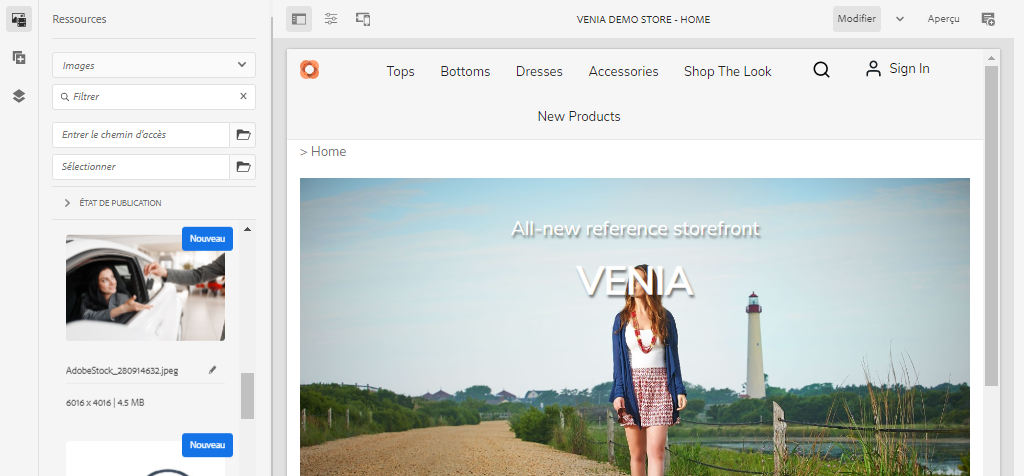 Ressources
VENIA DEMO STORE - HOME
Modifier
Aperçu
Images
Filtrer
Entrer le chemin d'accès
Sélectionner
ÉTAT DE PUBLICATION
Nouveau
AdobeStock_280914632.jpeg
6016 x 4016 | 4.5 MB
Nouveau
Tops
Bottoms
Dresses
Accessories
Shop The Look
Sign In
New Products
> Home
All-new reference storefront
VENIA